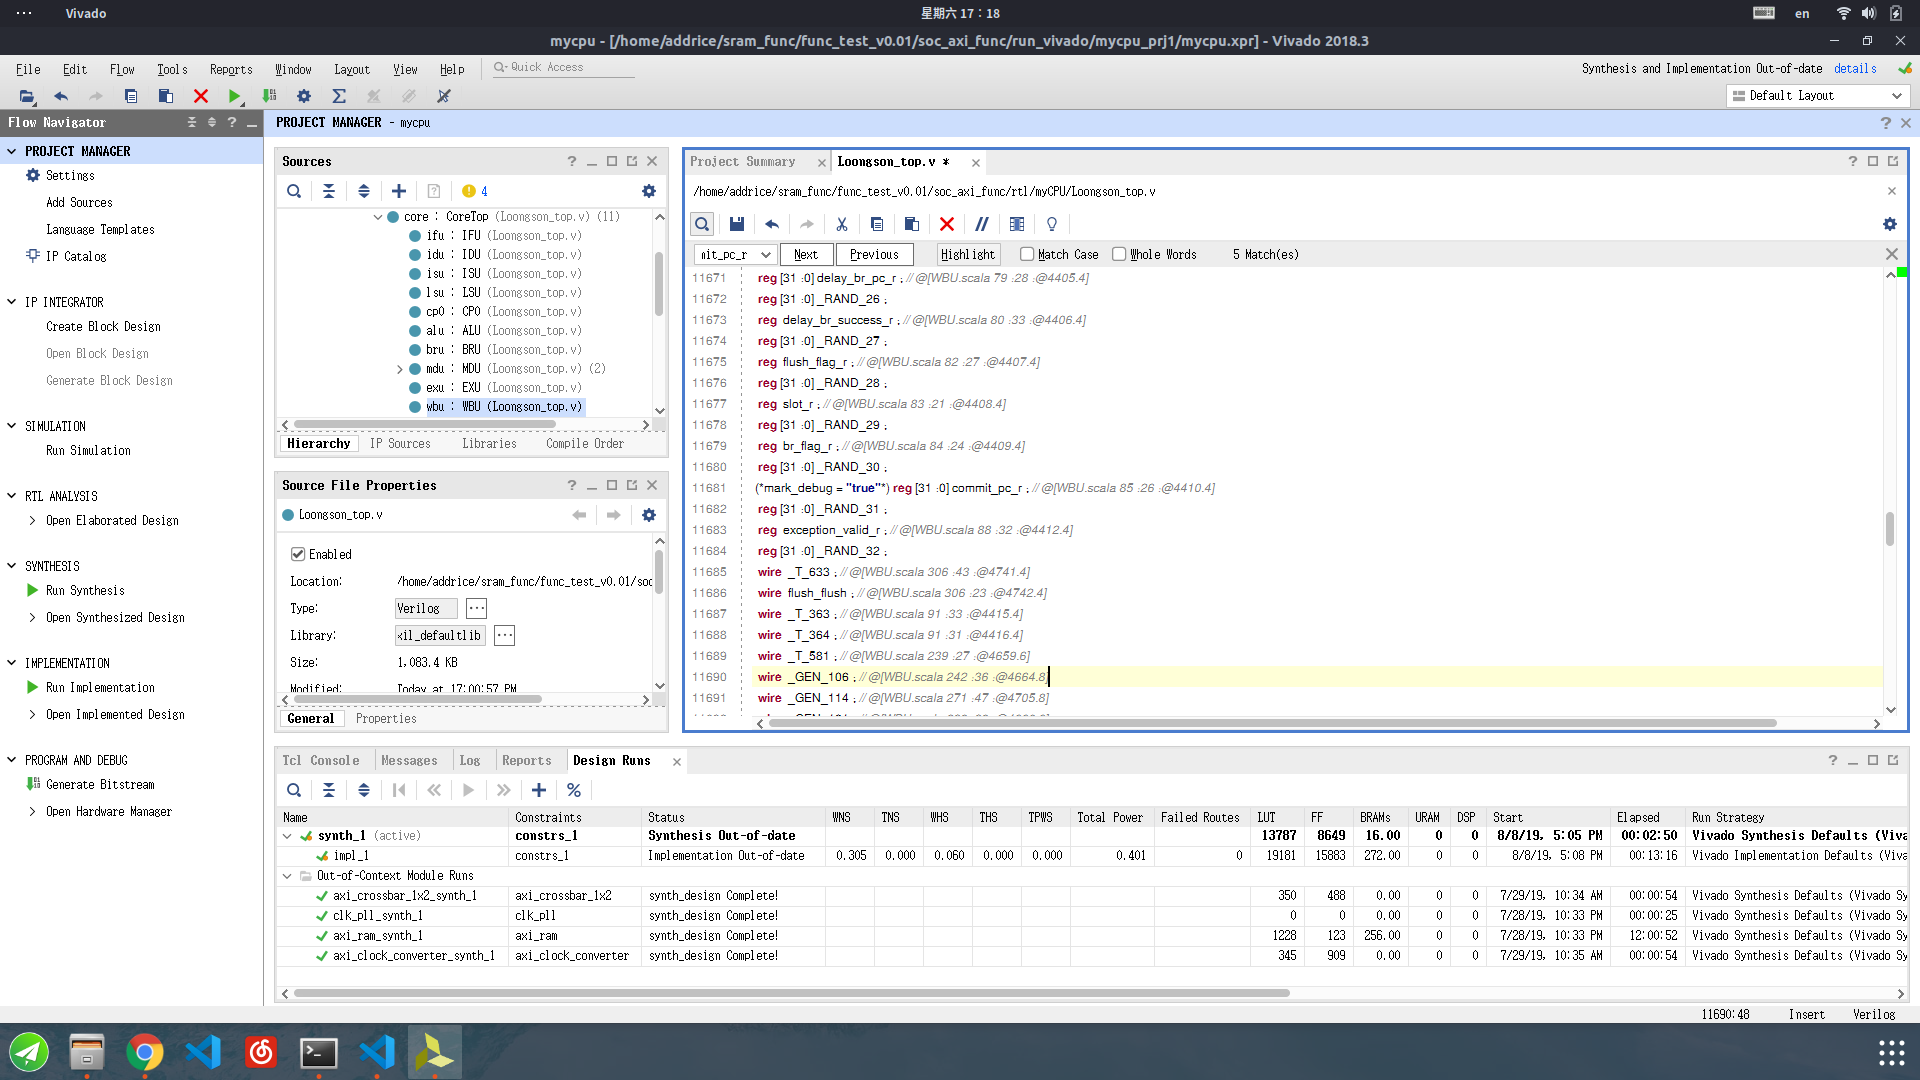 Vivado
星期六 17：18
en
mycpu - [/home/addrice/sram_func/func_test_v0.01/soc_axi_func/run_vivado/mycpu_prj1/mycpu.xpr] - Vivado 2018.3
File Edit Flow Tools Reports Window Layout View Help
Quick Access
Synthesis and Implementation Out-of-date details
Default Layout
Flow Navigator
PROJECT MANAGER - mycpu
PROJECT MANAGER
Settings
Add Sources
Language Templates
IP Catalog
IP INTEGRATOR
Create Block Design
Open Block Design
Generate Block Design
SIMULATION
Run Simulation
RTL ANALYSIS
Open Elaborated Design
SYNTHESIS
Run Synthesis
Open Synthesized Design
IMPLEMENTATION
Run Implementation
Open Implemented Design
PROGRAM AND DEBUG
Generate Bitstream
Open Hardware Manager
Sources
4
core : CoreTop (Loongson_top.v) (11)
ifu : IFU (Loongson_top.v)
idu : IDU (Loongson_top.v)
isu : ISU (Loongson_top.v)
lsu : LSU (Loongson_top.v)
cp0 : CP0 (Loongson_top.v)
alu : ALU (Loongson_top.v)
bru : BRU (Loongson_top.v)
mdu : MDU (Loongson_top.v) (2)
exu : EXU (Loongson_top.v)
wbu : WBU (Loongson_top.v)
Hierarchy IP Sources Libraries Compile Order
Source File Properties
Loongson_top.v
Enabled
Location: /home/addrice/sram_func/func_test_v0.01/soc
Type: Verilog
Library: xil_defaultlib
Size: 1,083.4 KB
Modified: Today at 17:00:57 PM
General Properties
Project Summary Loongson_top.v *
/home/addrice/sram_func/func_test_v0.01/soc_axi_func/rtl/myCPU/Loongson_top.v
nit_pc_r Next Previous Highlight Match Case Whole Words 5 Match(es)
11671 reg [31 :0] delay_br_pc_r ; // @[WBU.scala 79 :28 :@4405.4]
11672 reg [31 :0] _RAND_26 ;
11673 reg delay_br_success_r ; // @[WBU.scala 80 :33 :@4406.4]
11674 reg [31 :0] _RAND_27 ;
11675 reg flush_flag_r ; // @[WBU.scala 82 :27 :@4407.4]
11676 reg [31 :0] _RAND_28 ;
11677 reg slot_r ; // @[WBU.scala 83 :21 :@4408.4]
11678 reg [31 :0] _RAND_29 ;
11679 reg br_flag_r ; // @[WBU.scala 84 :24 :@4409.4]
11680 reg [31 :0] _RAND_30 ;
11681 (*mark_debug = "true"*) reg [31 :0] commit_pc_r ; // @[WBU.scala 85 :26 :@4410.4]
11682 reg [31 :0] _RAND_31 ;
11683 reg exception_valid_r ; // @[WBU.scala 88 :32 :@4412.4]
11684 reg [31 :0] _RAND_32 ;
11685 wire _T_633 ; // @[WBU.scala 306 :43 :@4741.4]
11686 wire flush_flush ; // @[WBU.scala 306 :23 :@4742.4]
11687 wire _T_363 ; // @[WBU.scala 91 :33 :@4415.4]
11688 wire _T_364 ; // @[WBU.scala 91 :31 :@4416.4]
11689 wire _T_581 ; // @[WBU.scala 239 :27 :@4659.6]
11690 wire _GEN_106 ; // @[WBU.scala 242 :36 :@4664.8]
11691 wire _GEN_114 ; // @[WBU.scala 271 :47 :@4705.8]
Tcl Console Messages Log Reports Design Runs
Name Constraints Status WNS TNS WHS THS TPWS Total Power Failed Routes LUT FF BRAMs URAM DSP Start Elapsed Run Strategy
synth_1 (active) constrs_1 Synthesis Out-of-date 13787 8649 16.00 0 0 8/8/19, 5:05 PM 00:02:50 Vivado Synthesis Defaults (Viva
impl_1 constrs_1 Implementation Out-of-date 0.305 0.000 0.060 0.000 0.000 0.401 0 19181 15883 272.00 0 0 8/8/19, 5:08 PM 00:13:16 Vivado Implementation Defaults (Viva
Out-of-Context Module Runs
axi_crossbar_1x2_synth_1 axi_crossbar_1x2 synth_design Complete! 350 488 0.00 0 0 7/29/19, 10:34 AM 00:00:54 Vivado Synthesis Defaults (Vivado Sy
clk_pll_synth_1 clk_pll synth_design Complete! 0 0 0.00 0 0 7/28/19, 10:33 PM 00:00:25 Vivado Synthesis Defaults (Vivado Sy
axi_ram_synth_1 axi_ram synth_design Complete! 1228 123 256.00 0 0 7/28/19, 10:33 PM 12:00:52 Vivado Synthesis Defaults (Vivado Sy
axi_clock_converter_synth_1 axi_clock_converter synth_design Complete! 345 909 0.00 0 0 7/29/19, 10:35 AM 00:00:54 Vivado Synthesis Defaults (Vivado Sy
11690:48 Insert Verilog